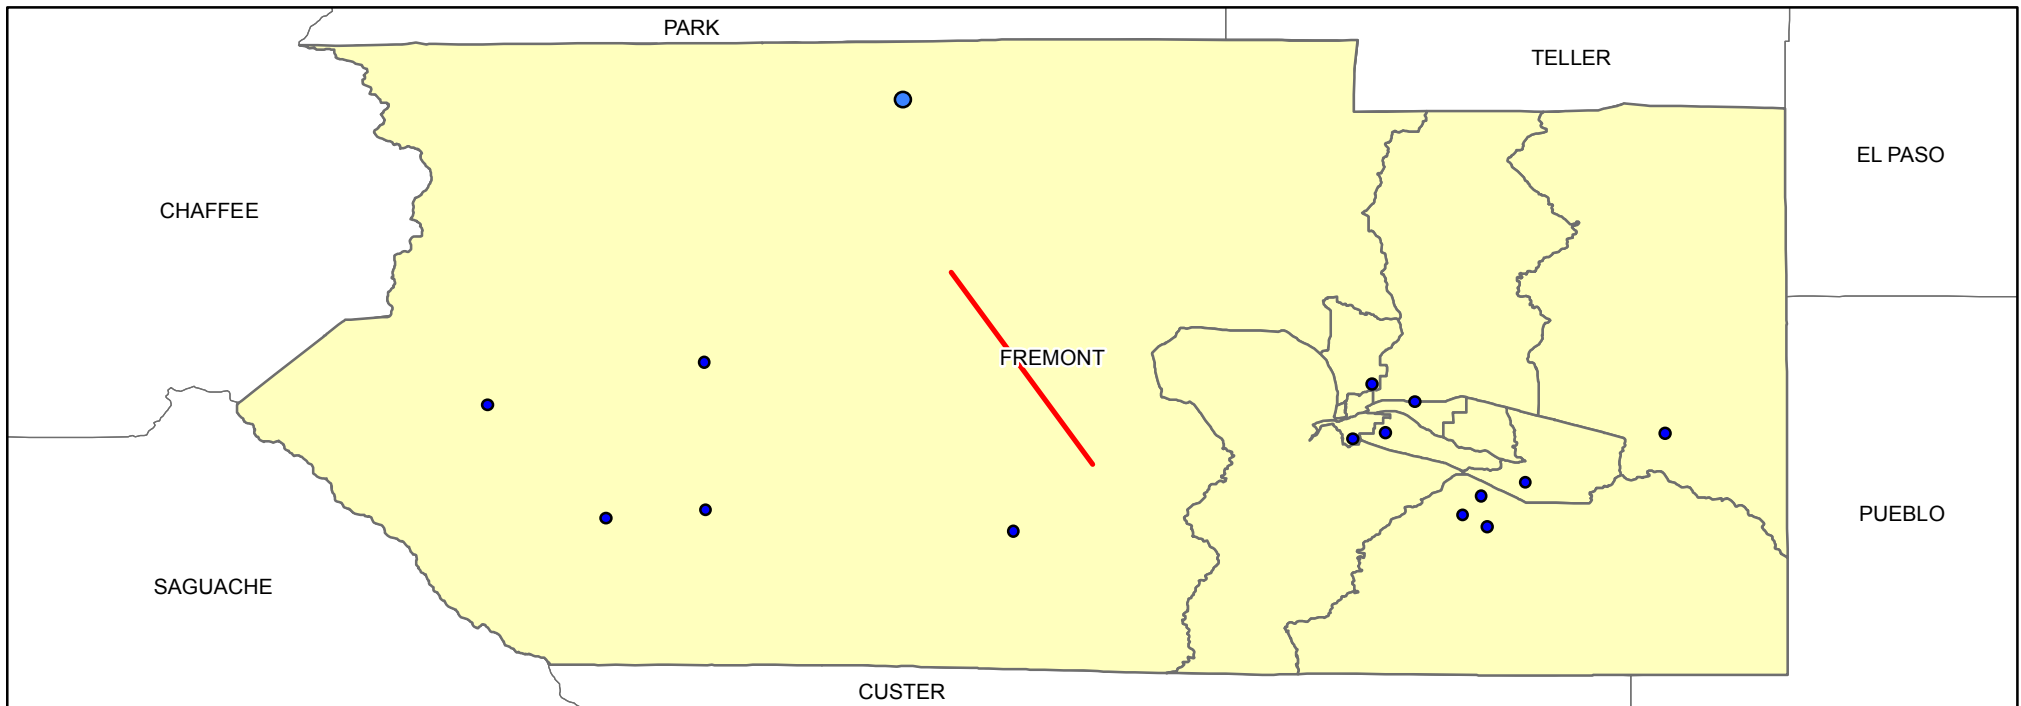 PARK
TELLER
EL PASO
CHAFFEE
FREMONT
PUEBLO
SAGUACHE
CUSTER